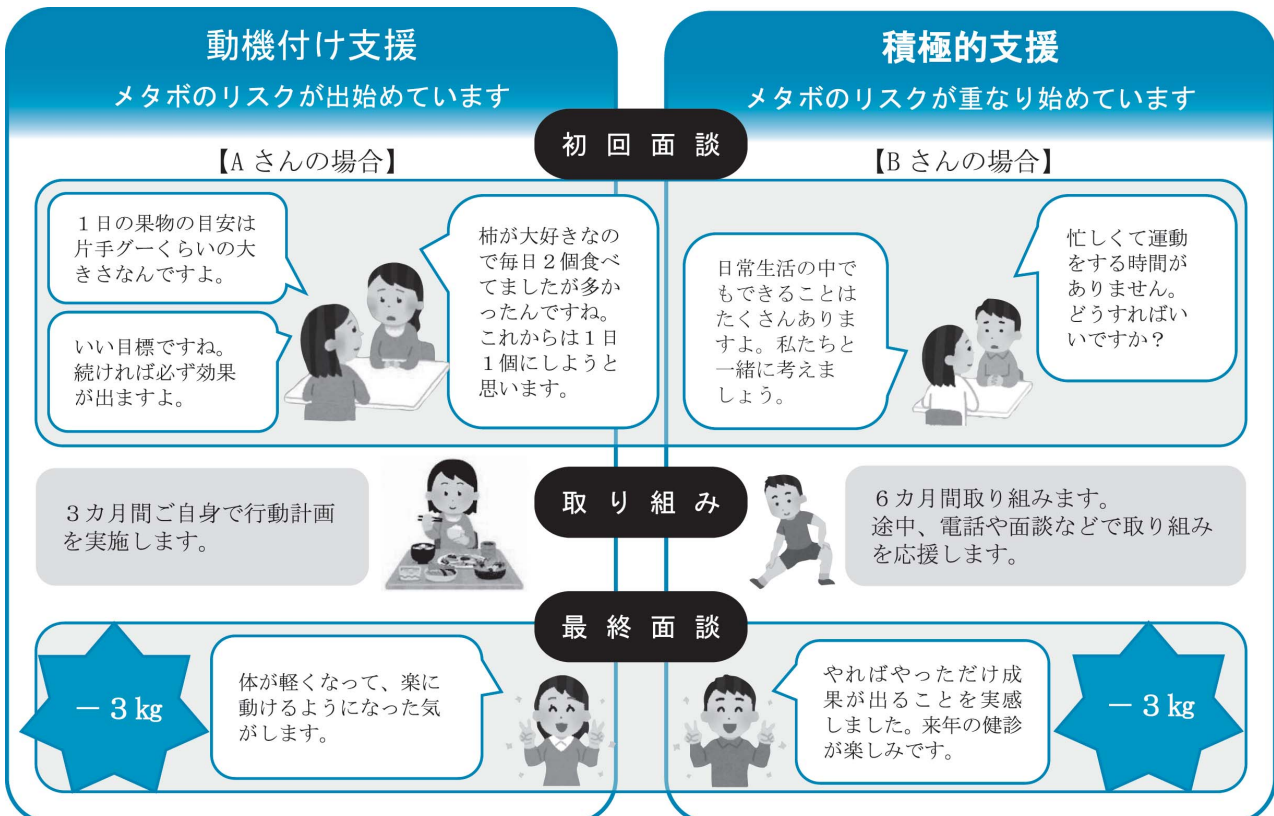 動機付け支援
メタボのリスクが出始めています
積極的支援
メタボのリスクが重なり始めています
初回面談
【Aさんの場合】
１日の果物の目安は
片手グーくらいの大
きさなんですよ。
柿が大好きなの
で毎日２個食べ
てましたが多か
ったんですね。
これからは１日
１個にしようと
思います。
いい目標ですね。
続ければ必ず効果
が出ますよ。
【Bさんの場合】
忙しくて運動
をする時間が
ありません。
どうすればい
いですか？
日常生活の中で
もできることは
たくさんありま
すよ。私たちと
一緒に考えま
しょう。
取り組み
３カ月間ご自身で行動計画
を実施します。
６カ月間取り組みます。
途中、電話や面談などで取り組み
を応援します。
最終面談
－３kg
体が軽くなって、楽に
動けるようになった気
がします。
やればやっただけ成
果が出ることを実感
しました。来年の健診
が楽しみです。
－３kg